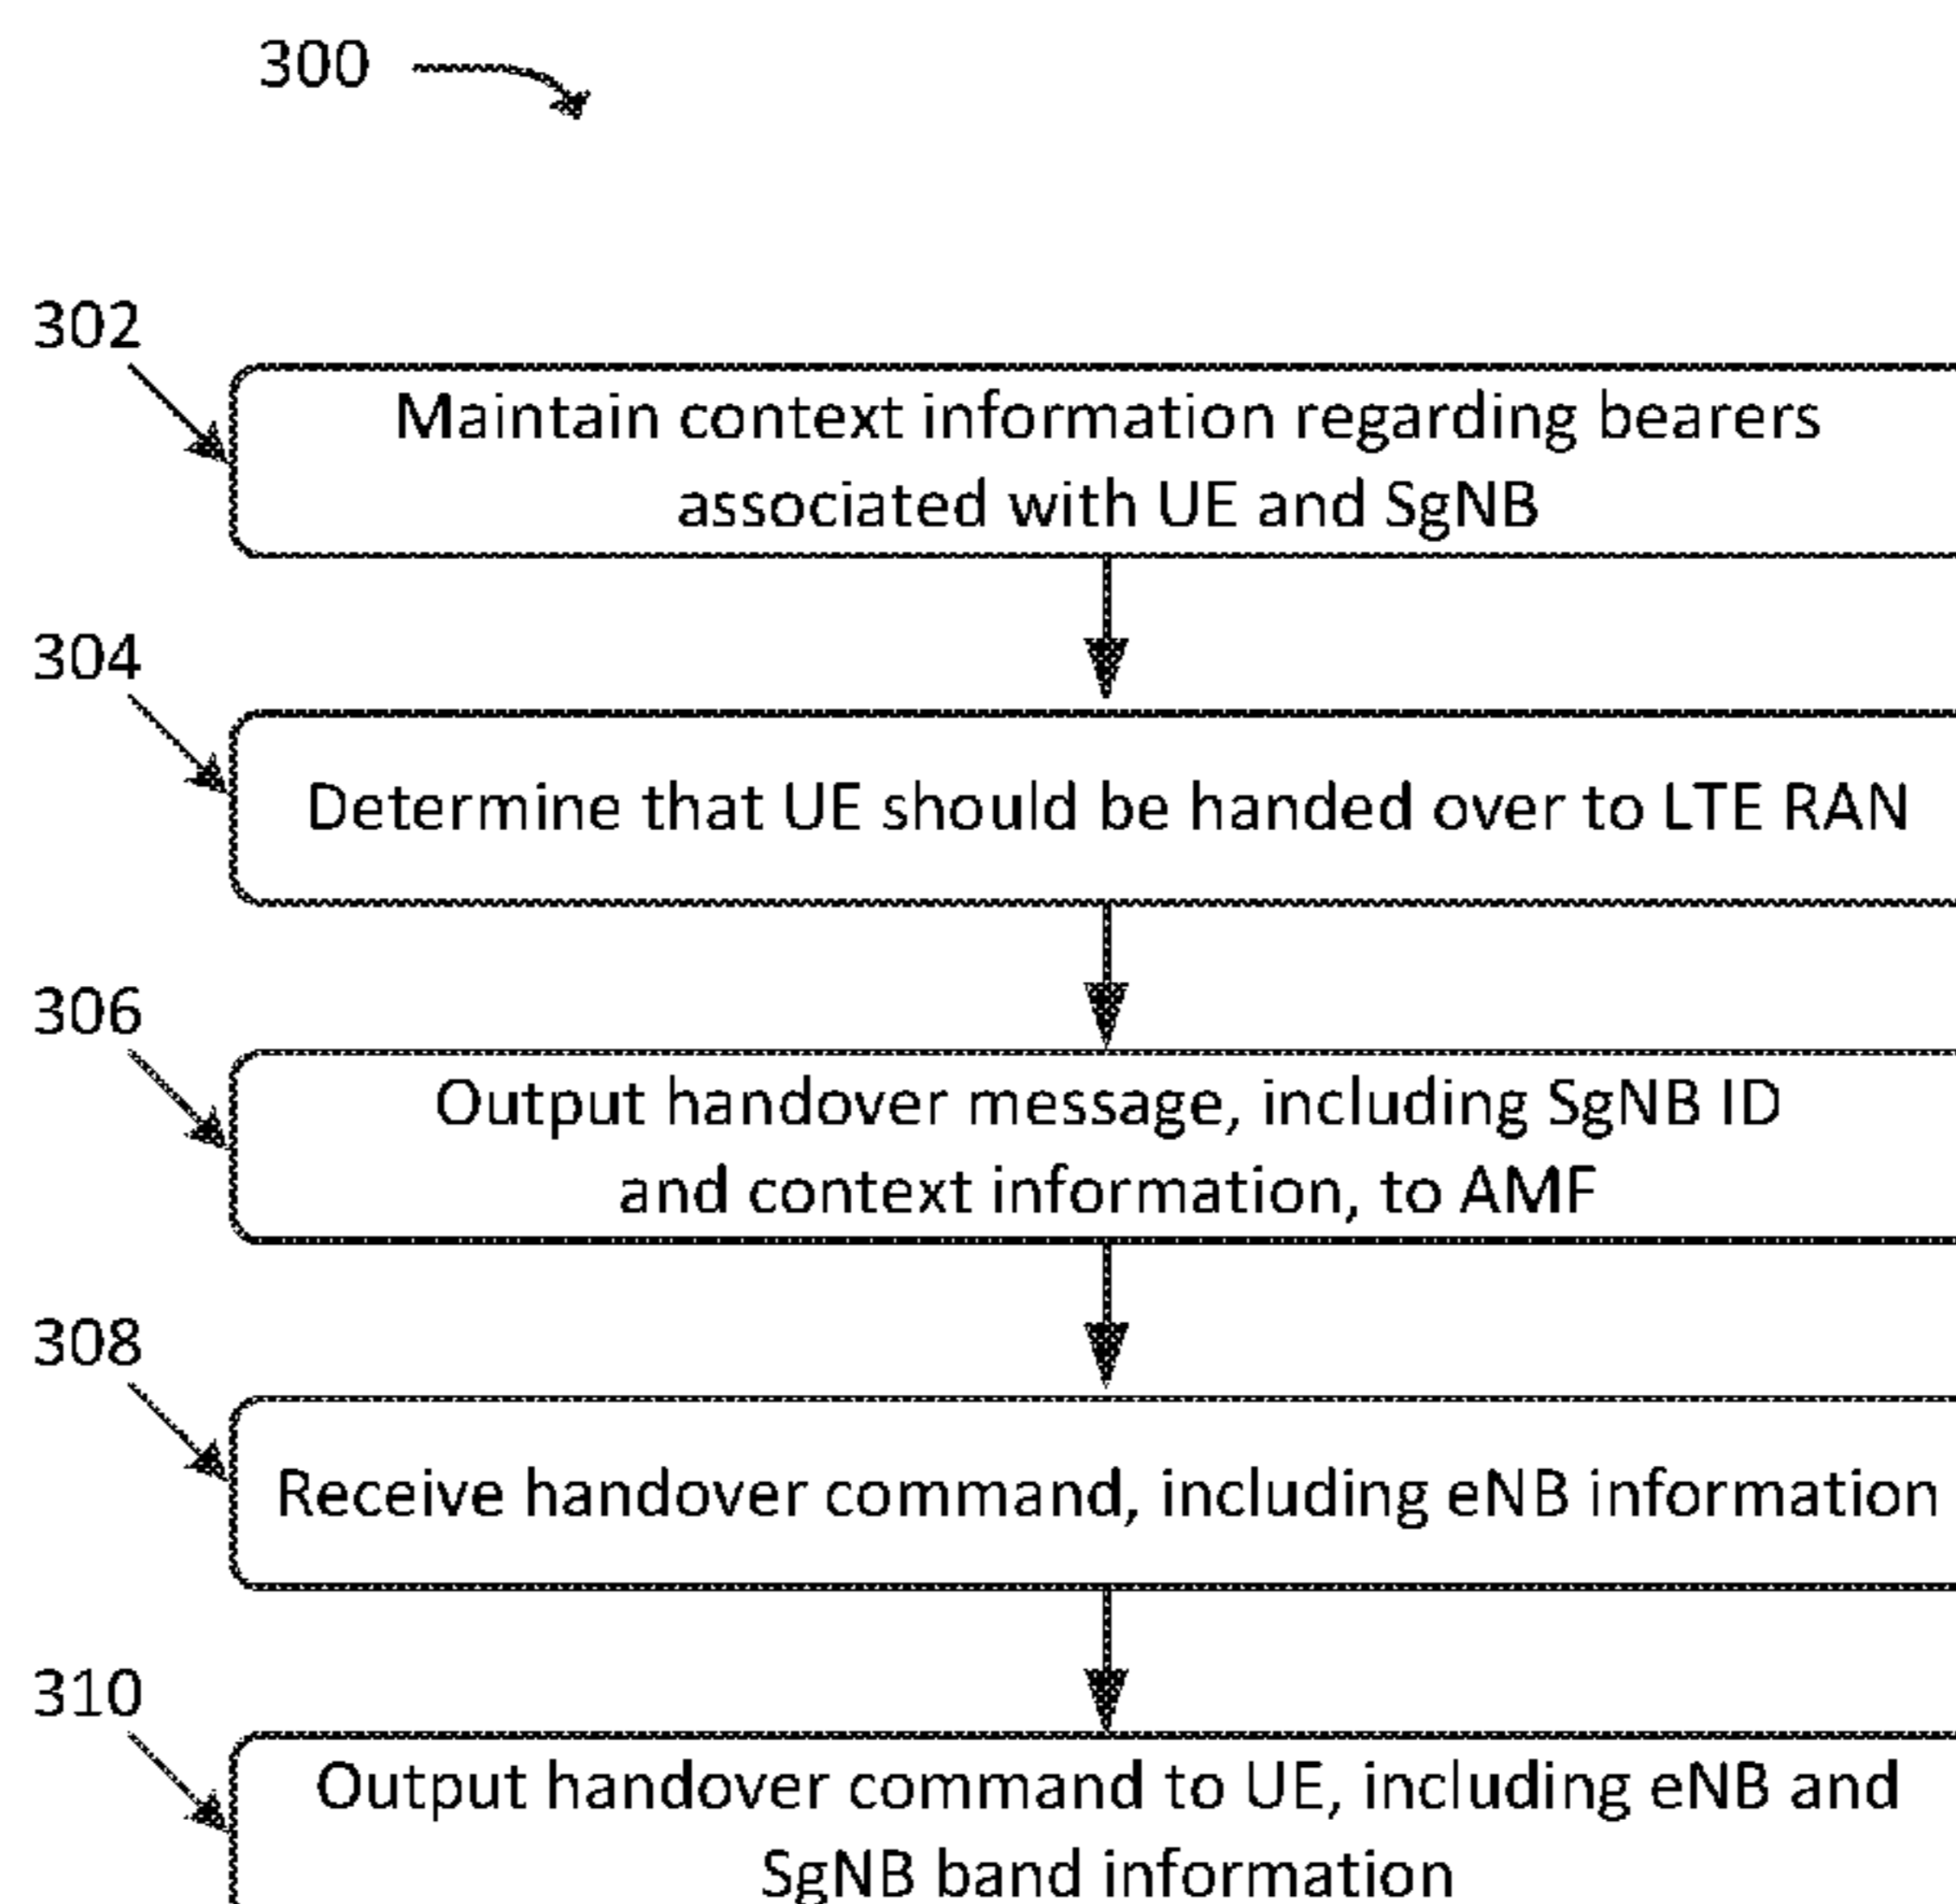 300
302
Maintain context information regarding bearers
associated with UE and SgNB
304
Determine that UE should be handed over to LTE RAN
306
Output handover message, including SgNB ID
and context information, to AMF
308
Receive handover command, including eNB information
310
Output handover command to UE, including eNB and
SgNB band information